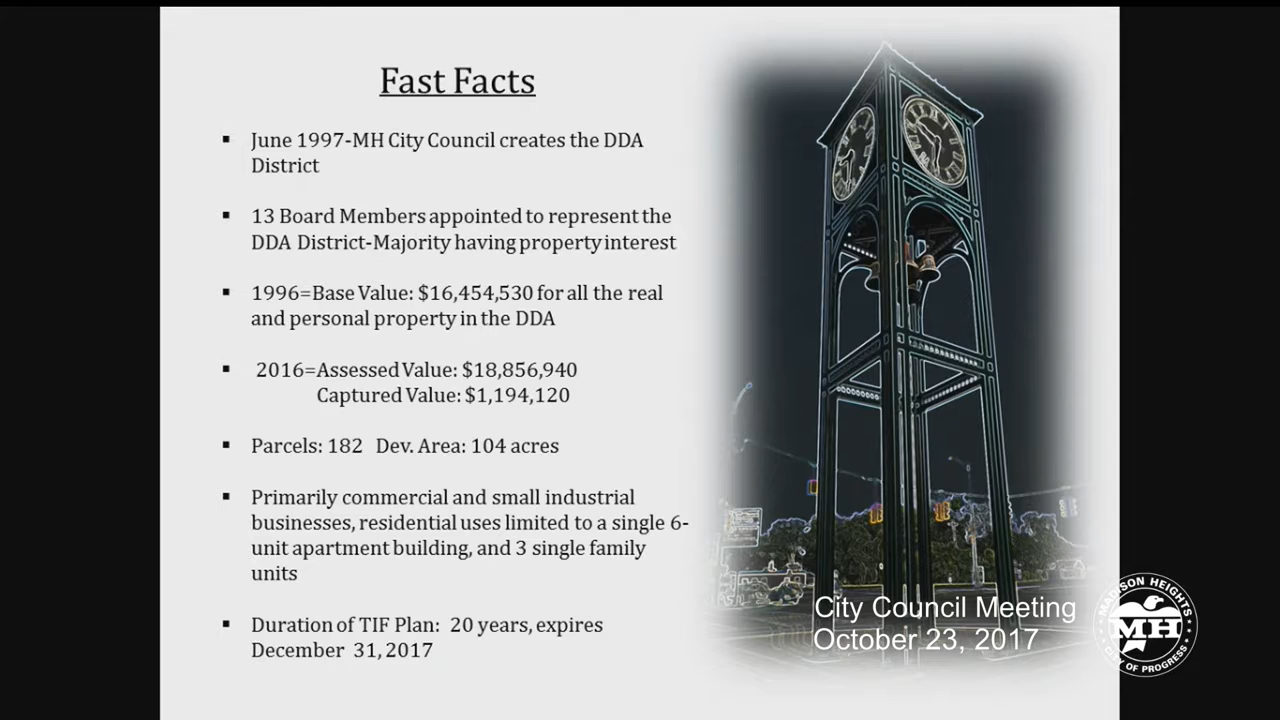 Fast Facts
▪ June 1997-MH City Council creates the DDA
District
▪ 13 Board Members appointed to represent the
DDA District-Majority having property interest
▪ 1996=Base Value: $16,454,530 for all the real
and personal property in the DDA
▪ 2016=Assessed Value: $18,856,940
Captured Value: $1,194,120
▪ Parcels: 182 Dev. Area: 104 acres
▪ Primarily commercial and small industrial
businesses, residential uses limited to a single 6-
unit apartment building, and 3 single family
units
▪ Duration of TIF Plan: 20 years, expires
December 31, 2017
City Council Meeting
October 23, 2017
MADISON HEIGHTS
MH
CITY OF PROGRESS